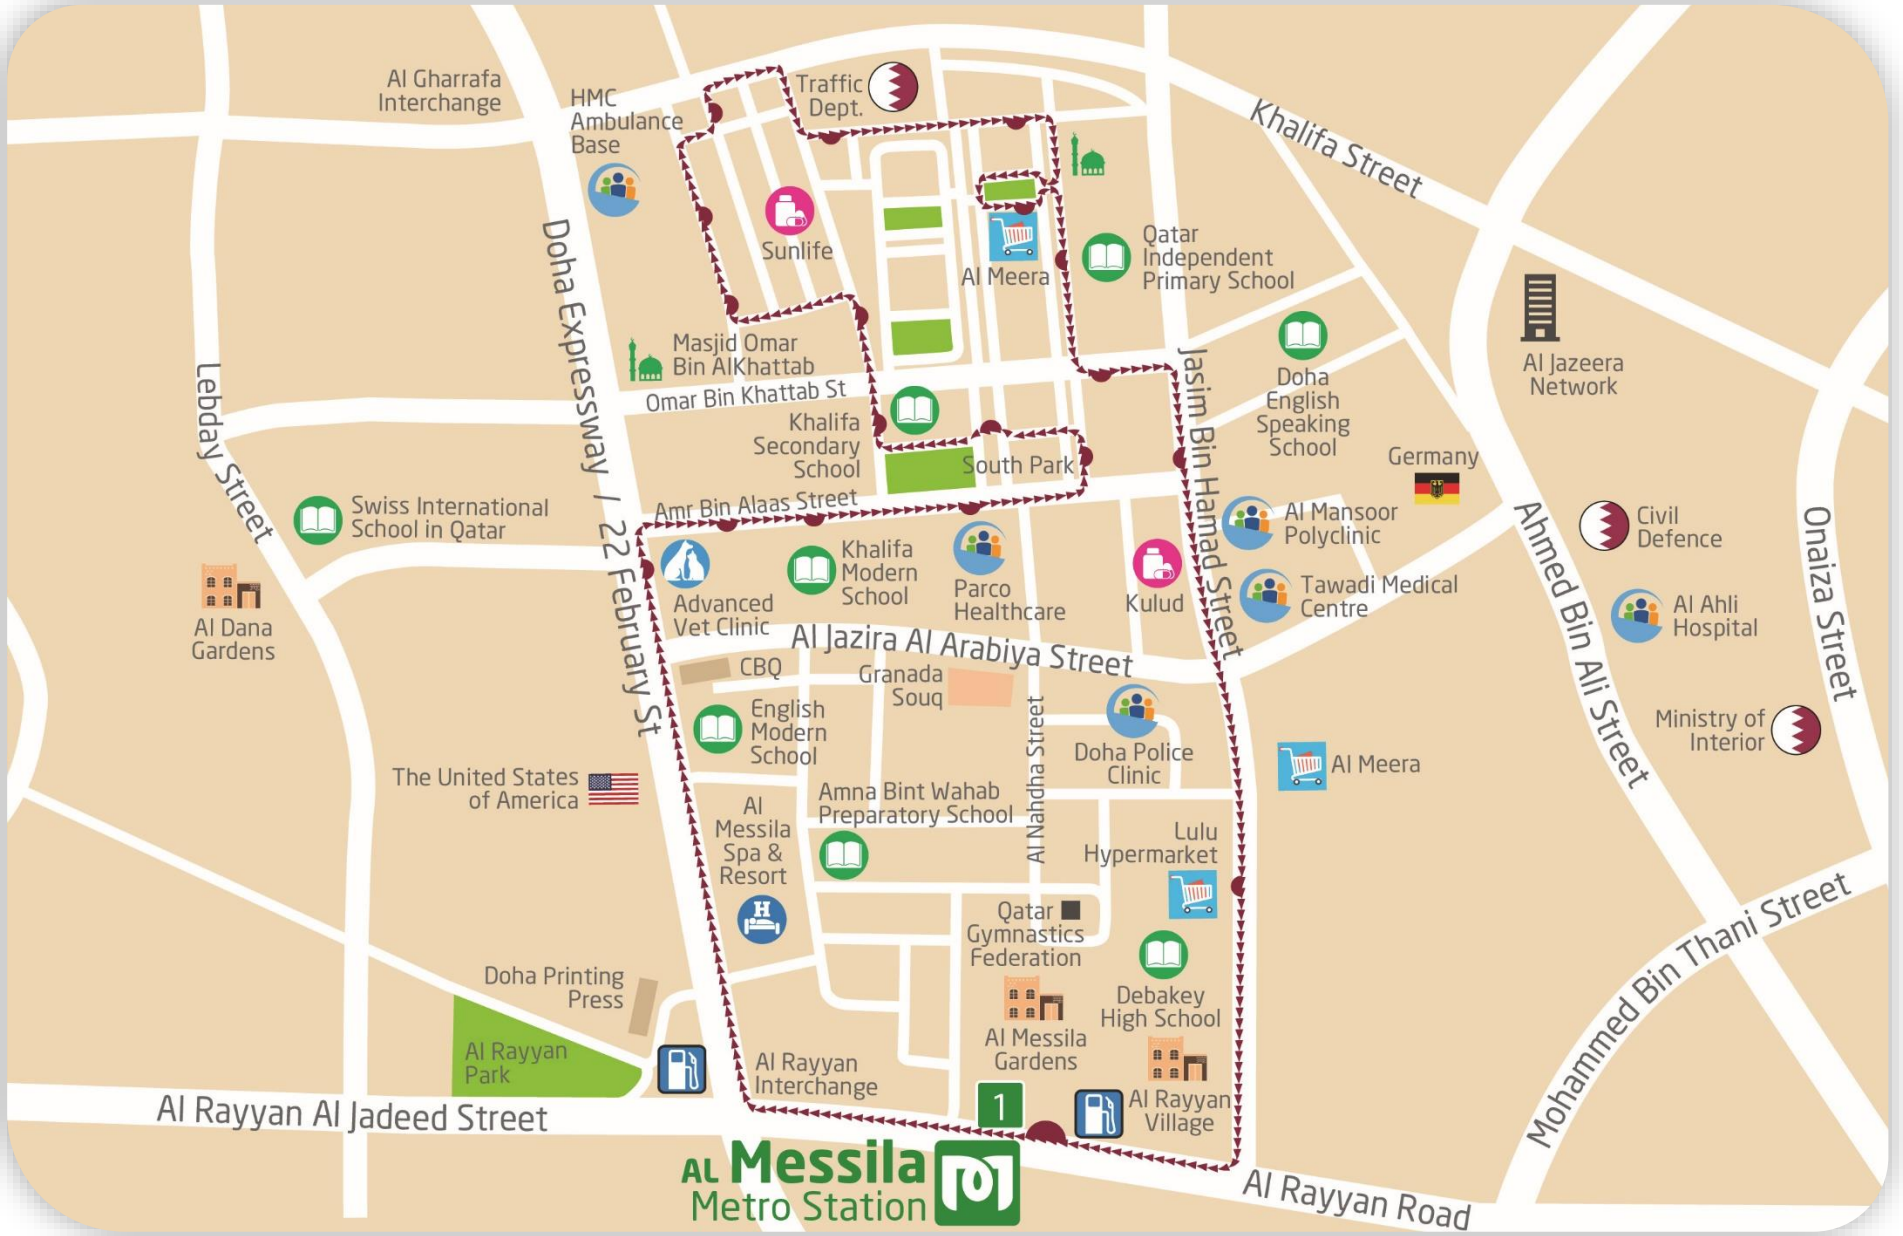 Al Gharrafa
Interchange
HMC
Ambulance
Base
Traffic
Dept.
Khalifa Street
Sunlife
Al Meera
Qatar
Independent
Primary School
Doha Expressway / 22 February St
Masjid Omar
Bin AlKhattab
Omar Bin Khattab St
Jasim Bin Hamad Street
Doha
English
Speaking
School
Al Jazeera
Network
Lebday Street
Khalifa
Secondary
School
South Park
Germany
Swiss International
School in Qatar
Amr Bin Alaas Street
Al Mansoor
Polyclinic
Ahmed Bin Ali Street
Civil
Defence
Onaiza Street
Al Dana
Gardens
Advanced
Vet Clinic
Khalifa
Modern
School
Parco
Healthcare
Kulud
Tawadi Medical
Centre
Al Ahli
Hospital
Al Jazira Al Arabiya Street
CBQ
Granada
Souq
English
Modern
School
Al Nahdha Street
Doha Police
Clinic
Al Meera
Ministry of
Interior
The United States
of America
Al
Messila
Spa &
Resort
H
Amna Bint Wahab
Preparatory School
Lulu
Hypermarket
Qatar
Gymnastics
Federation
Debakey
High School
Mohammed Bin Thani Street
Doha Printing
Press
Al Messila
Gardens
Al Rayyan
Park
Al Rayyan
Interchange
1
Al Rayyan
Village
Al Rayyan Al Jadeed Street
AL Messila
Metro Station
Al Rayyan Road